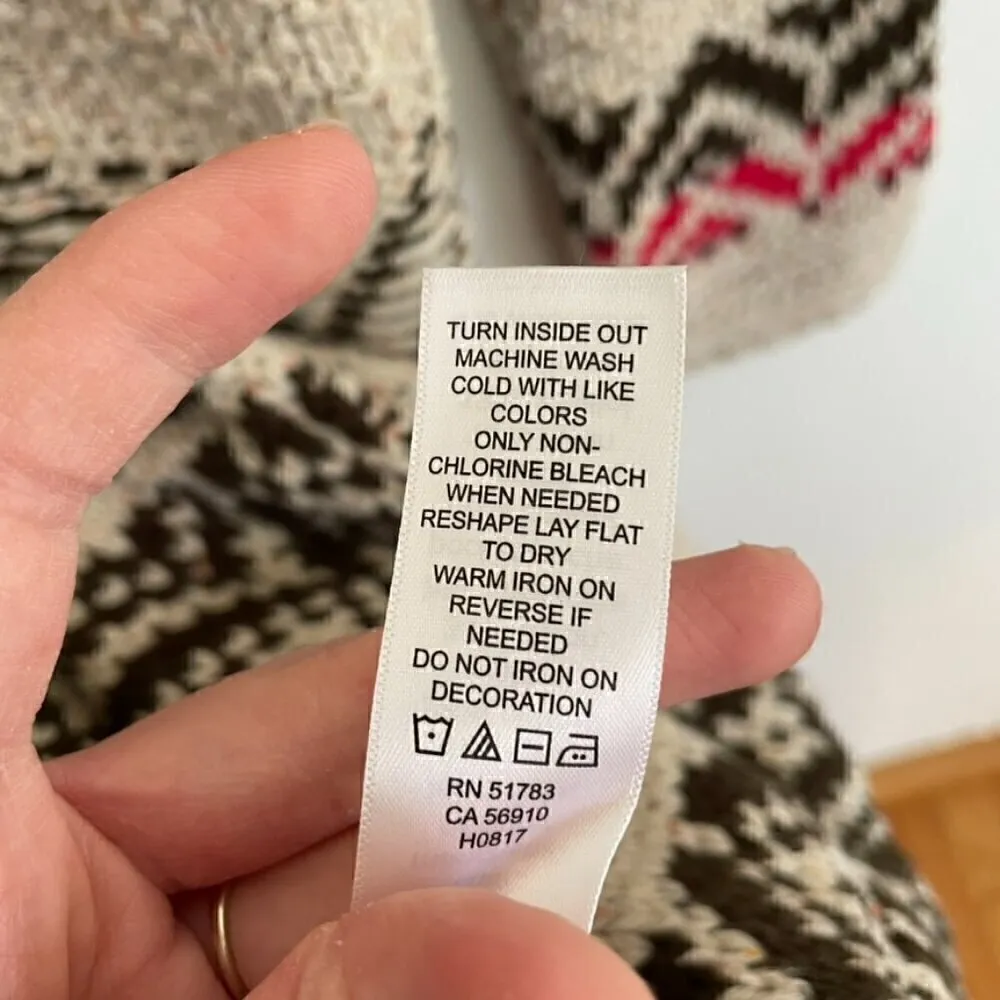 TURN INSIDE OUT
MACHINE WASH
COLD WITH LIKE
COLORS
ONLY NON-
CHLORINE BLEACH
WHEN NEEDED
RESHAPE LAY FLAT
TO DRY
WARM IRON ON
REVERSE IF
NEEDED
DO NOT IRON ON
DECORATION
RN 51783
CA 56910
H0817